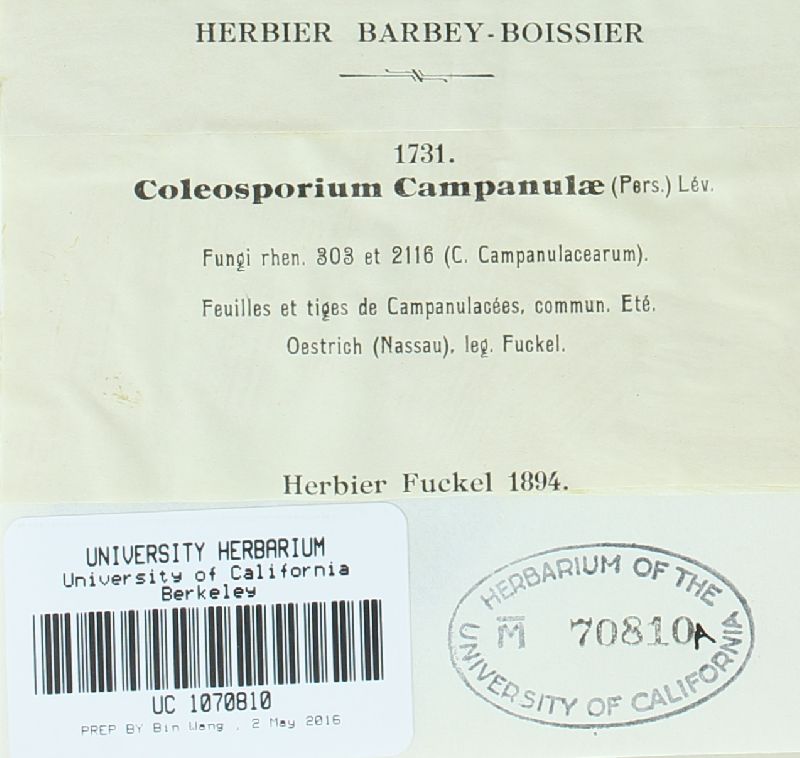 HERBIER BARBEY-BOISSIER
1731.
Coleosporium Campanulæ (Pers.) Lév.
Fungi rhen. 303 et 2116 (C. Campanulacearum).
Feuilles et tiges de Campanulacées, commun. Eté.
Oestrich (Nassau), leg. Fuckel.
Herbier Fuckel 1894.
UNIVERSITY HERBARIUM
University of California
Berkeley
UC 1070810
PREP BY Bin Wang , 2 May 2016
HERBARIUM OF THE
M̅ 70810A
UNIVERSITY OF CALIFORNIA